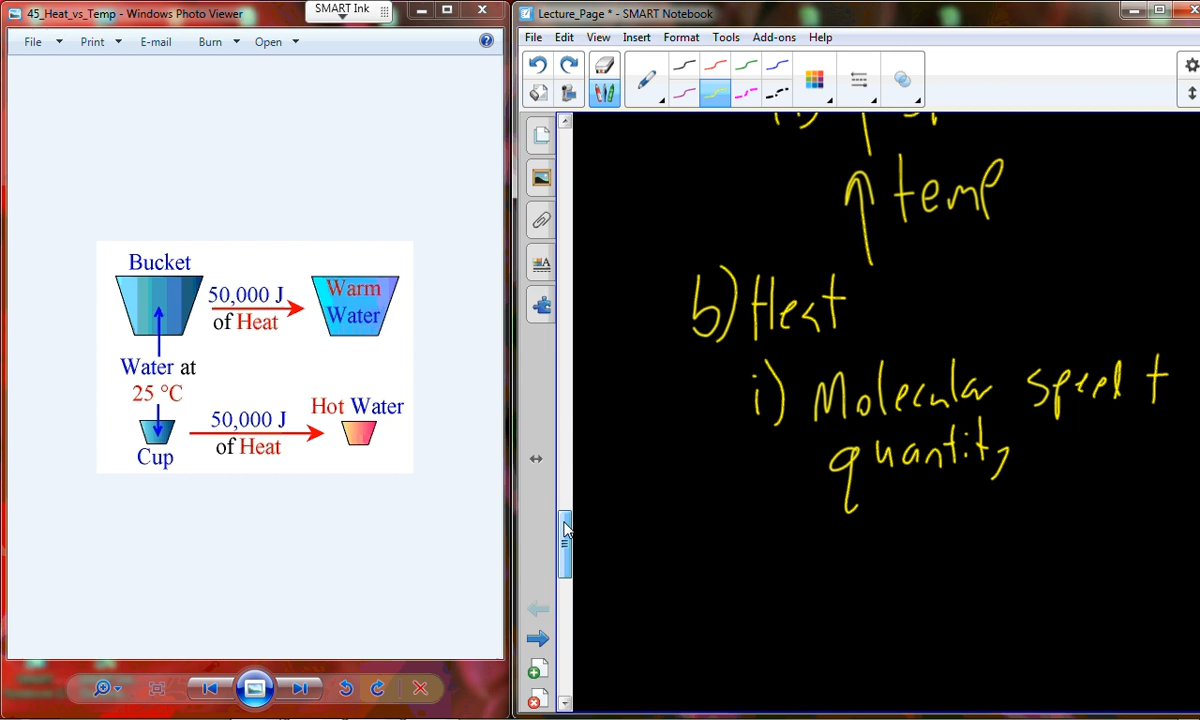 45_Heat_vs_Temp - Windows Photo Viewer
SMART Ink
File Print E-mail Burn Open
Bucket
50,000 J
of Heat
Warm
Water
Water at
25 °C
50,000 J
of Heat
Hot Water
Cup
Lecture_Page * - SMART Notebook
File Edit View Insert Format Tools Add-ons Help
↑ temp
b) Heat
i) Molecular speed +
quantity